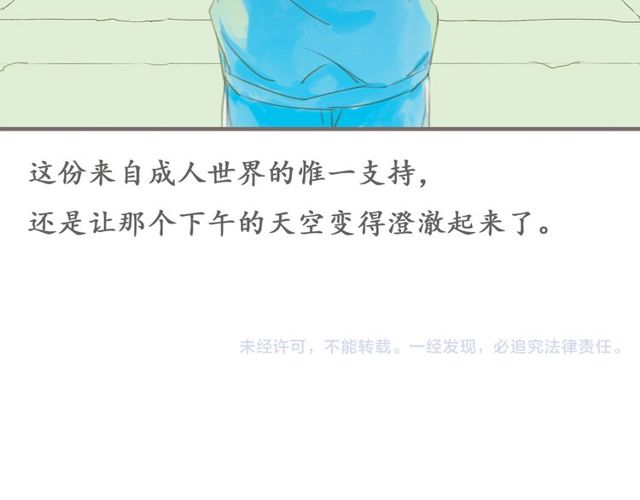 这份来自成人世界的惟一支持，
还是让那个下午的天空变得澄澈起来了。
未经许可，不能转载。一经发现，必追究法律责任。